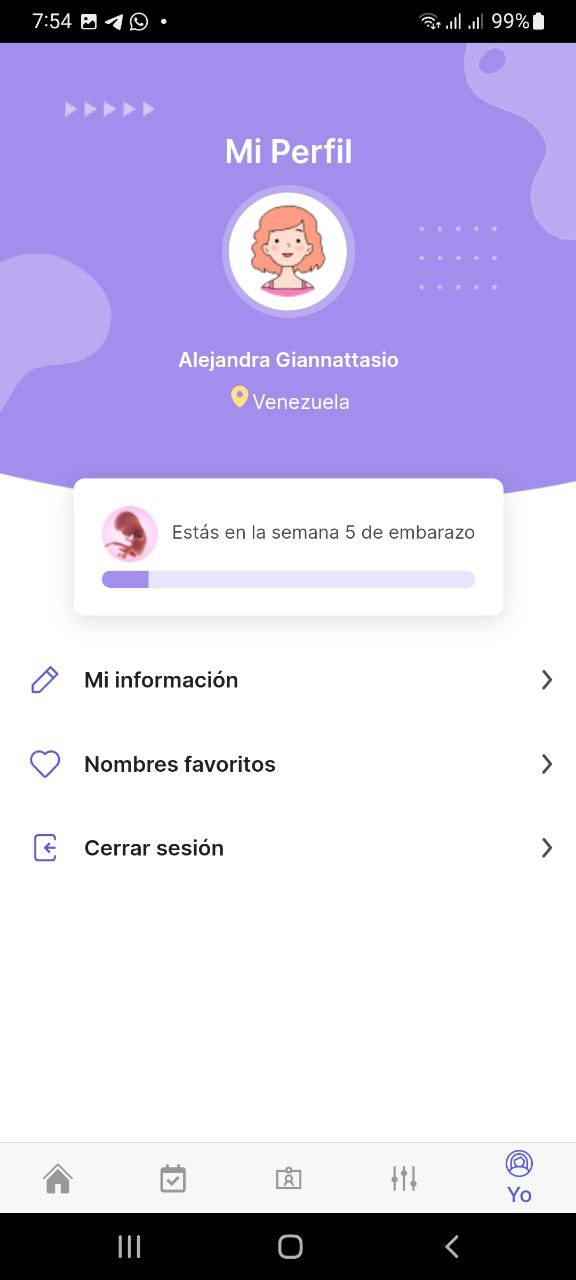 7:54
99%
Mi Perfil
Alejandra Giannattasio
Venezuela
Estás en la semana 5 de embarazo
Mi información
Nombres favoritos
Cerrar sesión
Yo